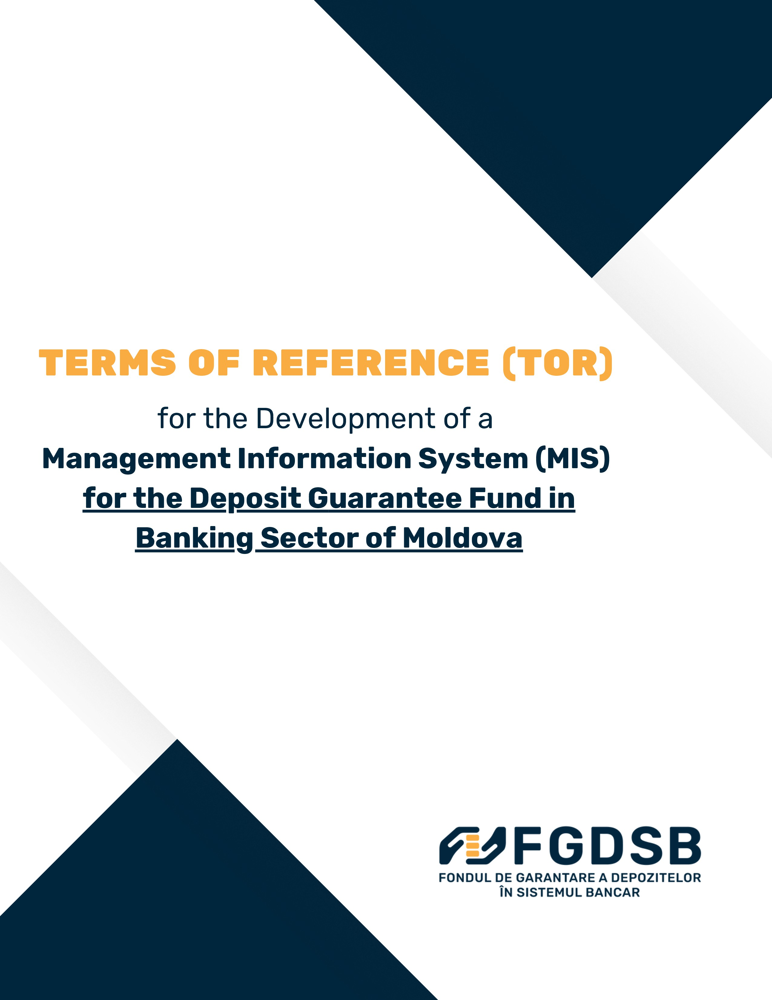 TERMS OF REFERENCE (TOR)
for the Development of a
Management Information System (MIS)
for the Deposit Guarantee Fund in
Banking Sector of Moldova
FGDSB
FONDUL DE GARANTARE A DEPOZITELOR
ÎN SISTEMUL BANCAR